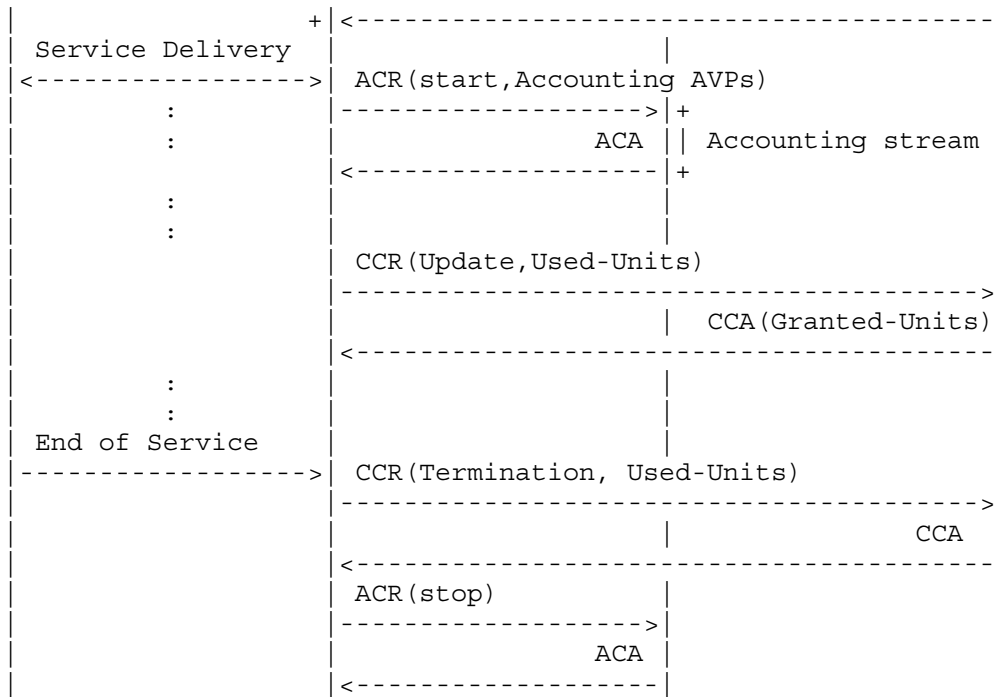 |                  +|<----------------------------------------
| Service Delivery  |                    |
|<----------------->| ACR(start,Accounting AVPs)
|         :         |------------------->|+
|         :         |                ACA || Accounting stream
|                   |<-------------------|+
|         :         |                    |
|         :         |                    |
|                   | CCR(Update,Used-Units)
|                   |---------------------------------------->
|                   |                    |  CCA(Granted-Units)
|                   |<----------------------------------------
|         :         |                    |
|         :         |                    |
| End of Service    |                    |
|------------------>| CCR(Termination, Used-Units)
|                   |---------------------------------------->
|                   |                    |               CCA
|                   |<----------------------------------------
|                   | ACR(stop)          |
|                   |------------------->|
|                   |                ACA |
|                   |<-------------------|